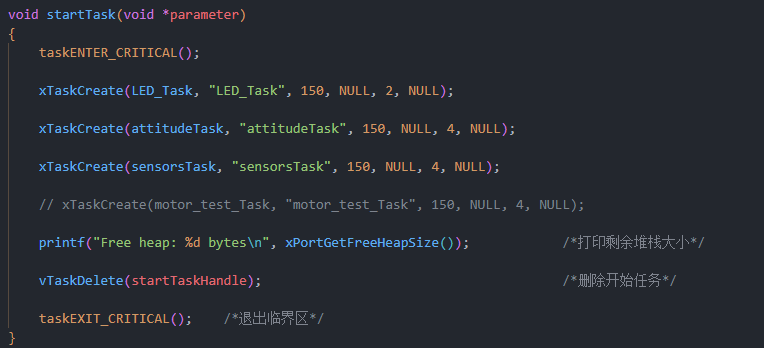 void startTask(void *parameter)
{
taskENTER_CRITICAL();
xTaskCreate(LED_Task, "LED_Task", 150, NULL, 2, NULL);
xTaskCreate(attitudeTask, "attitudeTask", 150, NULL, 4, NULL);
xTaskCreate(sensorsTask, "sensorsTask", 150, NULL, 4, NULL);
// xTaskCreate(motor_test_Task, "motor_test_Task", 150, NULL, 4, NULL);
printf("Free heap: %d bytes\n", xPortGetFreeHeapSize()); /*打印剩余堆栈大小*/
vTaskDelete(startTaskHandle); /*删除开始任务*/
taskEXIT_CRITICAL(); /*退出临界区*/
}